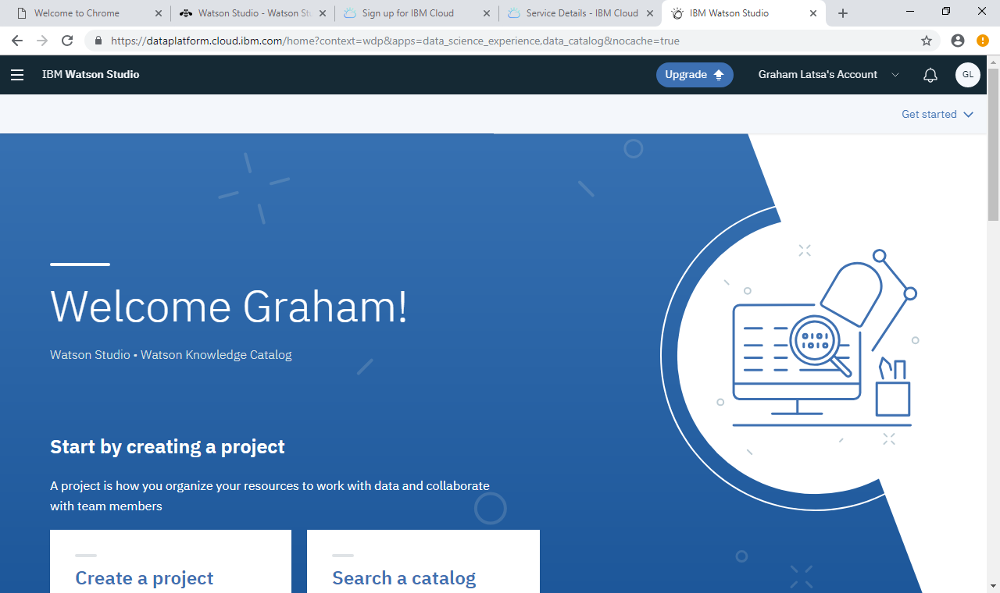 Welcome to Chrome
Watson Studio - Watson Stu
Sign up for IBM Cloud
Service Details - IBM Cloud
IBM Watson Studio
https://dataplatform.cloud.ibm.com/home?context=wdp&apps=data_science_experience,data_catalog&nocache=true
IBM Watson Studio
Upgrade
Graham Latsa's Account
GL
Get started
Welcome Graham!
Watson Studio • Watson Knowledge Catalog
Start by creating a project
A project is how you organize your resources to work with data and collaborate
with team members
Create a project
Search a catalog